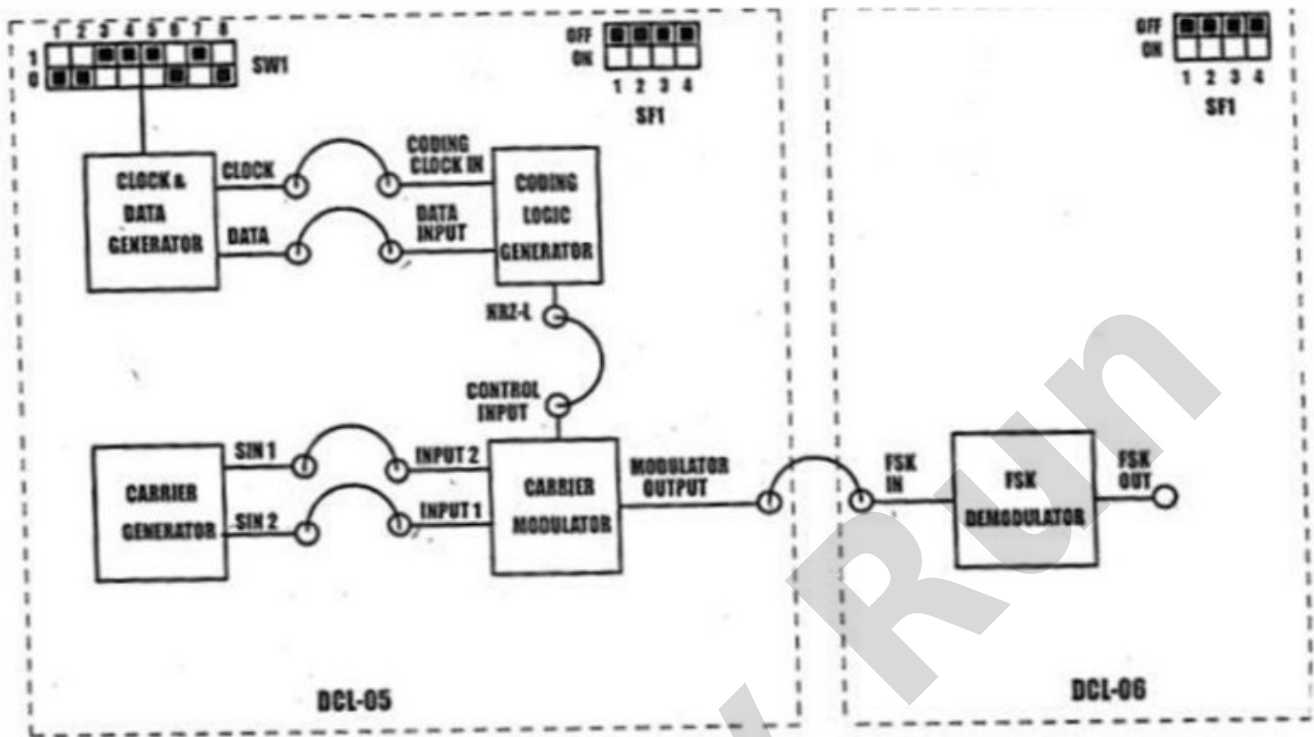 1 2 3 4 5 6 7 8
1
0
SW1
OFF
ON
1 2 3 4
SF1
OFF
ON
1 2 3 4
SF1
CLOCK &
DATA
GENERATOR
CLOCK
DATA
CODING
CLOCK IN
DATA
INPUT
CODING
LOGIC
GENERATOR
NRZ-L
CONTROL
INPUT
CARRIER
GENERATOR
SIN 1
SIN 2
INPUT 2
INPUT 1
CARRIER
MODULATOR
MODULATOR
OUTPUT
FSK
IN
FSK
DEMODULATOR
FSK
OUT
DCL-05
DCL-06
Run